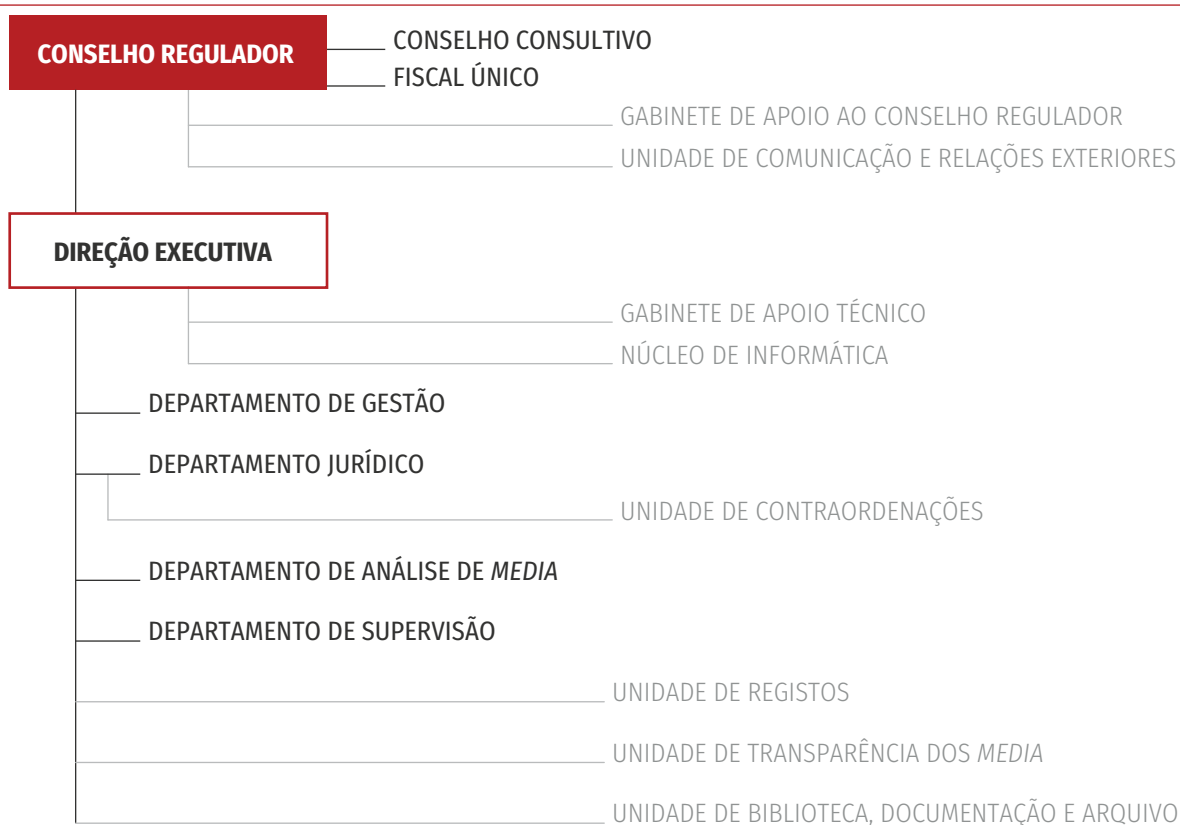 CONSELHO REGULADOR
CONSELHO CONSULTIVO
FISCAL ÚNICO
GABINETE DE APOIO AO CONSELHO REGULADOR
UNIDADE DE COMUNICAÇÃO E RELAÇÕES EXTERIORES
DIREÇÃO EXECUTIVA
GABINETE DE APOIO TÉCNICO
NÚCLEO DE INFORMÁTICA
DEPARTAMENTO DE GESTÃO
DEPARTAMENTO JURÍDICO
UNIDADE DE CONTRAORDENAÇÕES
DEPARTAMENTO DE ANÁLISE DE MEDIA
DEPARTAMENTO DE SUPERVISÃO
UNIDADE DE REGISTOS
UNIDADE DE TRANSPARÊNCIA DOS MEDIA
UNIDADE DE BIBLIOTECA, DOCUMENTAÇÃO E ARQUIVO